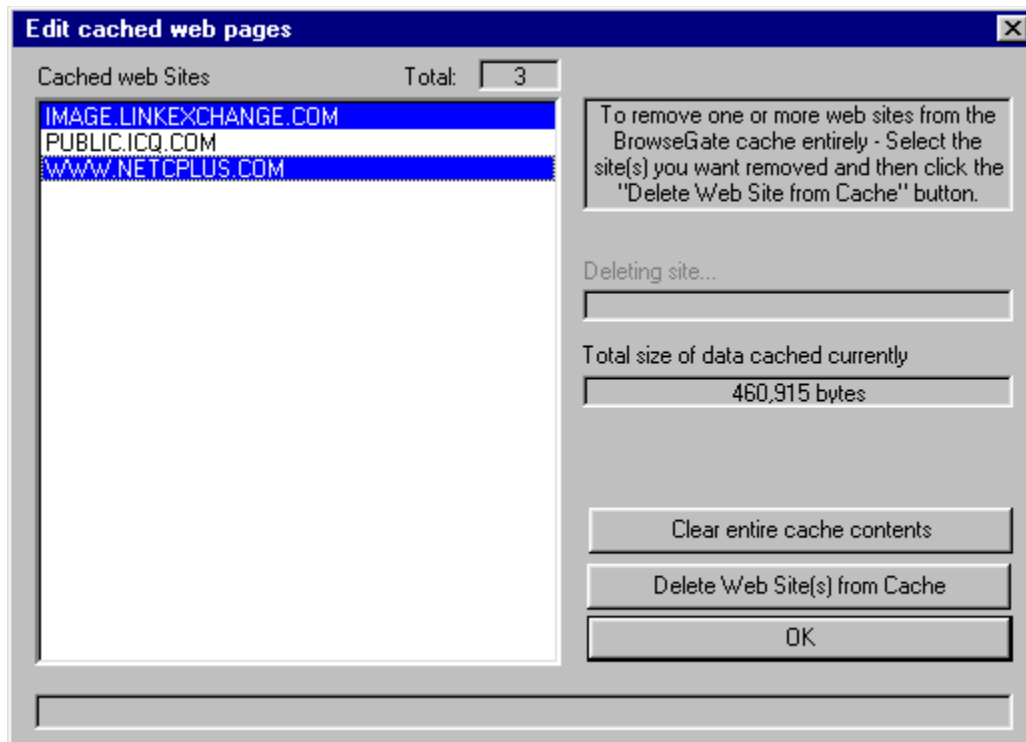 Edit cached web pages
Cached web Sites Total: 3
IMAGE.LINKEXCHANGE.COM
PUBLIC.ICQ.COM
WWW.NETCPLUS.COM
To remove one or more web sites from the
BrowseGate cache entirely - Select the
site(s) you want removed and then click the
"Delete Web Site from Cache" button.
Deleting site...
Total size of data cached currently
460,915 bytes
Clear entire cache contents
Delete Web Site(s) from Cache
OK